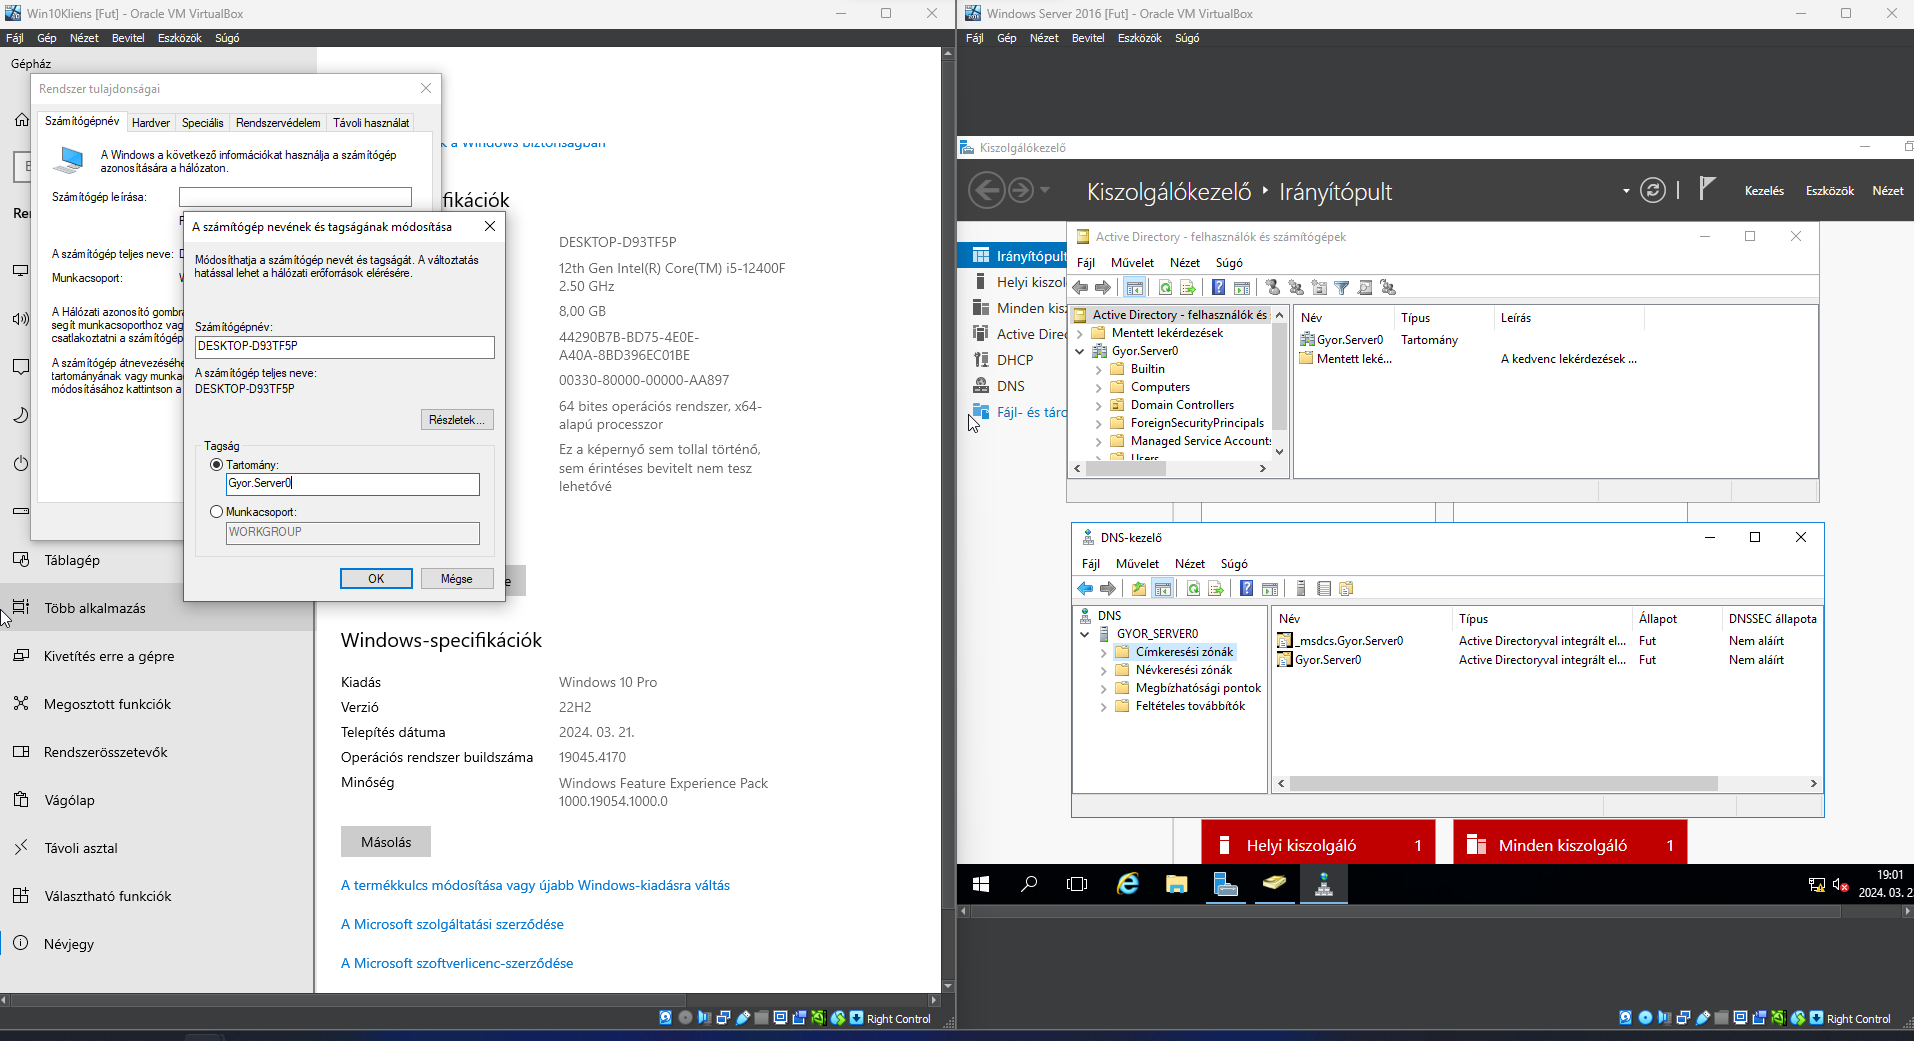 Win10Kliens [Fut] - Oracle VM VirtualBox
Fájl Gép Nézet Bevitel Eszközök Súgó
Gépház
Rendszer tulajdonságai
Számítógépnév Hardver Speciális Rendszervédelem Távoli használat
A Windows a következő információkat használja a számítógép
azonosítására a hálózaton.
Számítógép leírása:
A számítógép teljes neve:
Munkacsoport:
A Hálózati azonosító gombra
segít munkacsoporthoz vag
csatlakoztatni a számítógép
A számítógép átnevezéséhe
tartományának vagy munka
módosításához kattintson a
A számítógép nevének és tagságának módosítása
Módosíthatja a számítógép nevét és tagságát. A változtatás
hatással lehet a hálózati erőforrások elérésére.
Számítógépnév:
DESKTOP-D93TF5P
A számítógép teljes neve:
DESKTOP-D93TF5P
Részletek...
Tagság
Tartomány:
Gyor.Server0
Munkacsoport:
WORKGROUP
OK Mégse
Táblagép
Több alkalmazás
Kivetítés erre a gépre
Megosztott funkciók
Rendszerösszetevők
Vágólap
Távoli asztal
Választható funkciók
Névjegy
a Windows biztonságban
fikációk
DESKTOP-D93TF5P
12th Gen Intel(R) Core(TM) i5-12400F
2.50 GHz
8,00 GB
44290B7B-BD75-4E0E-
A40A-8BD396EC01BE
00330-80000-00000-AA897
64 bites operációs rendszer, x64-
alapú processzor
Ez a képernyő sem tollal történő,
sem érintéses bevitelt nem tesz
lehetővé
e
Windows-specifikációk
Kiadás Windows 10 Pro
Verzió 22H2
Telepítés dátuma 2024. 03. 21.
Operációs rendszer buildszáma 19045.4170
Minőség Windows Feature Experience Pack
1000.19054.1000.0
Másolás
A termékkulcs módosítása vagy újabb Windows-kiadásra váltás
A Microsoft szolgáltatási szerződése
A Microsoft szoftverlicenc-szerződése
Right Control
Windows Server 2016 [Fut] - Oracle VM VirtualBox
Fájl Gép Nézet Bevitel Eszközök Súgó
Kiszolgálókezelő
Kiszolgálókezelő Irányítópult
Kezelés Eszközök Nézet
Irányítópult
Helyi kiszol
Minden kis
Active Direc
DHCP
DNS
Fájl- és táro
Active Directory - felhasználók és számítógépek
Fájl Művelet Nézet Súgó
Active Directory - felhasználók és
Mentett lekérdezések
Gyor.Server0
Builtin
Computers
Domain Controllers
ForeignSecurityPrincipals
Managed Service Accounts
Users
Név Típus Leírás
Gyor.Server0 Tartomány
Mentett leké... A kedvenc lekérdezések ...
DNS-kezelő
Fájl Művelet Nézet Súgó
DNS
GYOR_SERVER0
Címkeresési zónák
Névkeresési zónák
Megbízhatósági pontok
Feltételes továbbítók
Név Típus Állapot DNSSEC állapota
_msdcs.Gyor.Server0 Active Directoryval integrált el... Fut Nem aláírt
Gyor.Server0 Active Directoryval integrált el... Fut Nem aláírt
Helyi kiszolgáló 1
Minden kiszolgáló 1
19:01
2024. 03. 2
Right Control